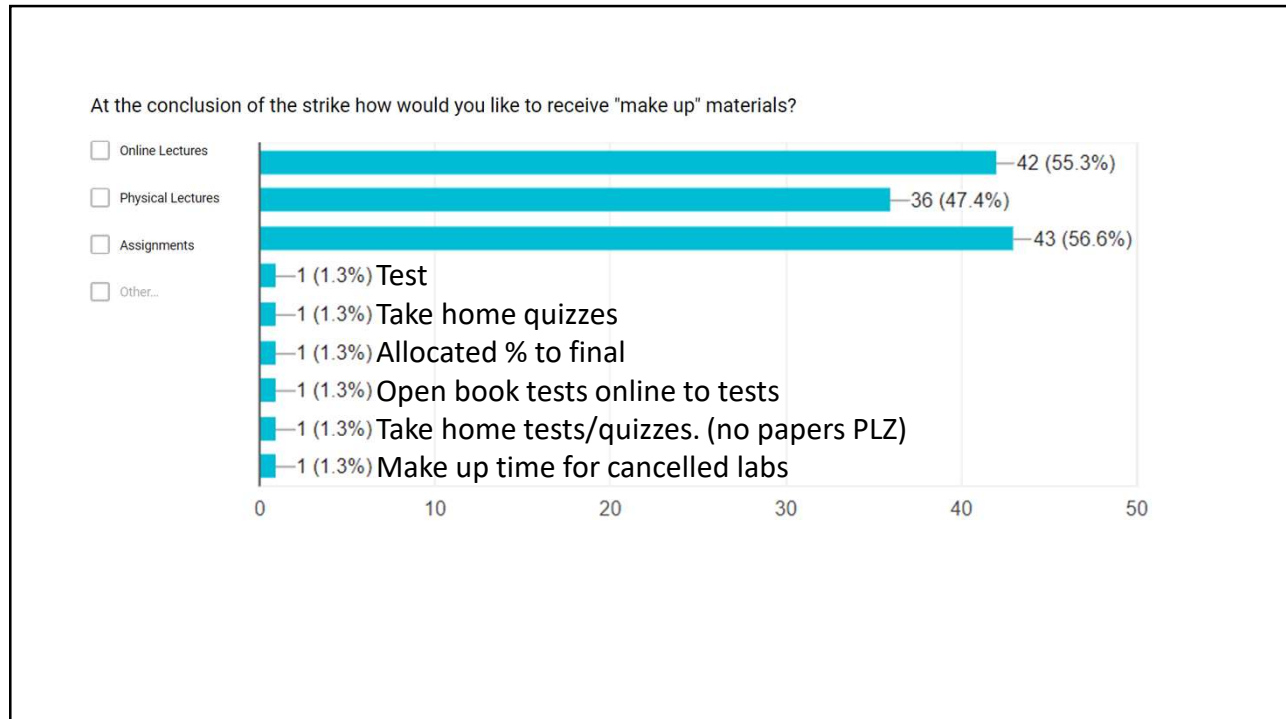 At the conclusion of the strike how would you like to receive "make up" materials?
Online Lectures
42 (55.3%)
Physical Lectures
36 (47.4%)
Assignments
43 (56.6%)
Other...
1 (1.3%) Test
1 (1.3%) Take home quizzes
1 (1.3%) Allocated % to final
1 (1.3%) Open book tests online to tests
1 (1.3%) Take home tests/quizzes. (no papers PLZ)
1 (1.3%) Make up time for cancelled labs
0 10 20 30 40 50